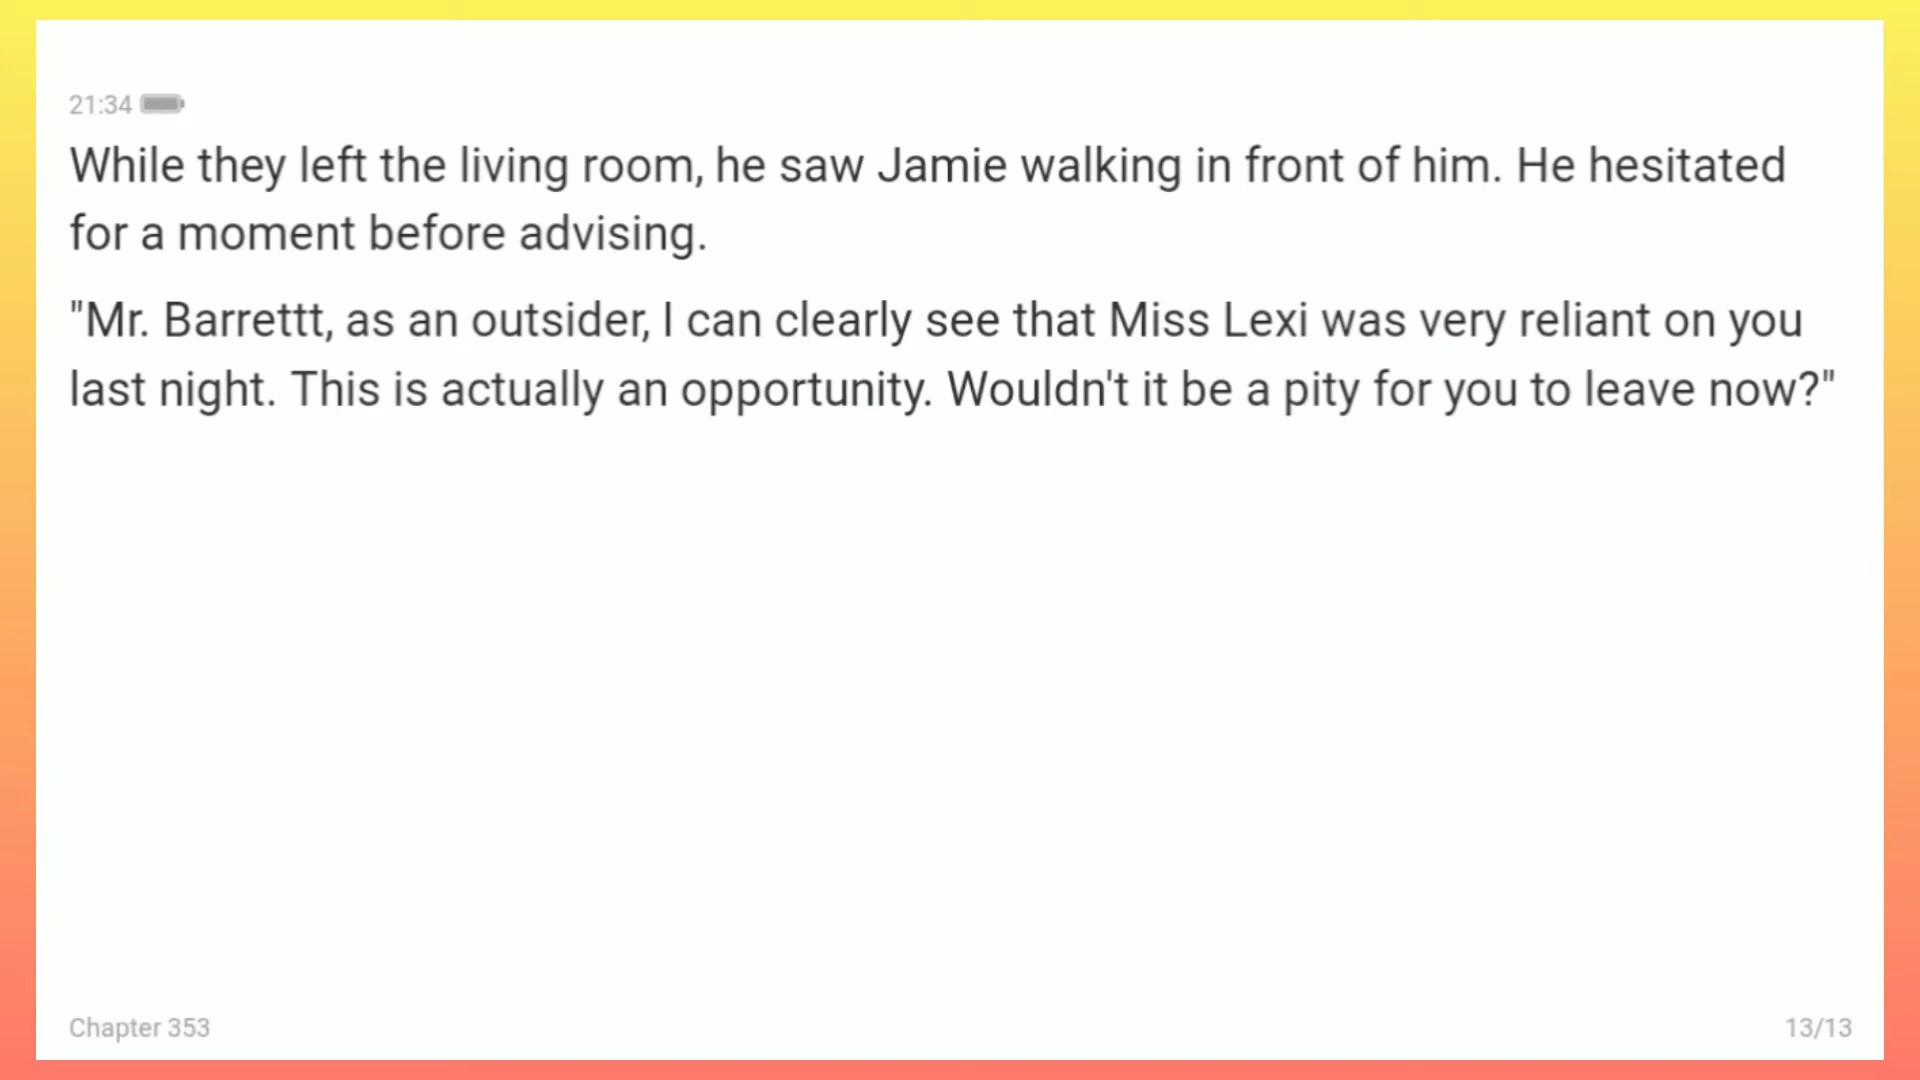 21:34
While they left the living room, he saw Jamie walking in front of him. He hesitated
for a moment before advising.
"Mr. Barrettt, as an outsider, I can clearly see that Miss Lexi was very reliant on you
last night. This is actually an opportunity. Wouldn't it be a pity for you to leave now?"
Chapter 353
13/13